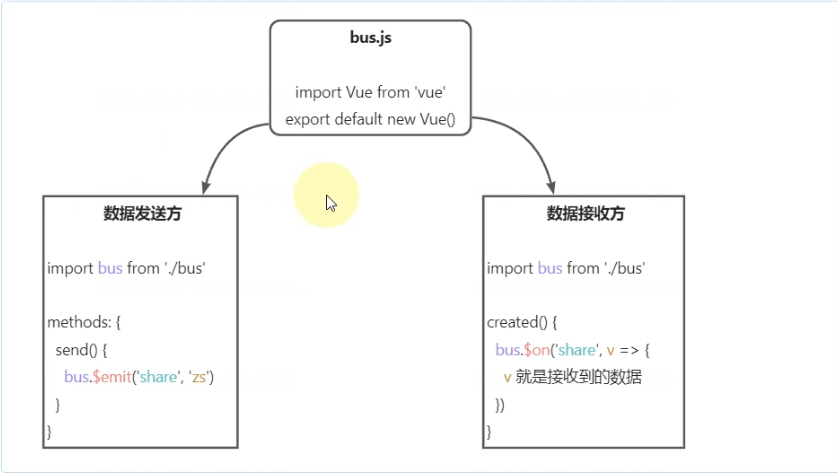 bus.js
import Vue from 'vue'
export default new Vue()
数据发送方
import bus from './bus'
methods: {
send() {
bus.$emit('share', 'zs')
}
}
数据接收方
import bus from './bus'
created() {
bus.$on('share', v => {
v 就是接收到的数据
})
}